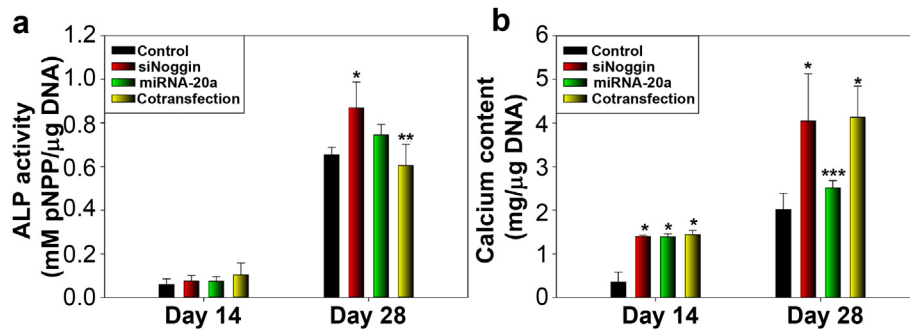 a
ALP activity
(mM pNPP/μg DNA)
1.2
1.0
0.8
0.6
0.4
0.2
0.0
Control
siNoggin
miRNA-20a
Cotransfection
*
**
Day 14
Day 28
b
Calcium content
(mg/μg DNA)
6
5
4
3
2
1
0
Control
siNoggin
miRNA-20a
Cotransfection
*
*
*
*
***
*
Day 14
Day 28